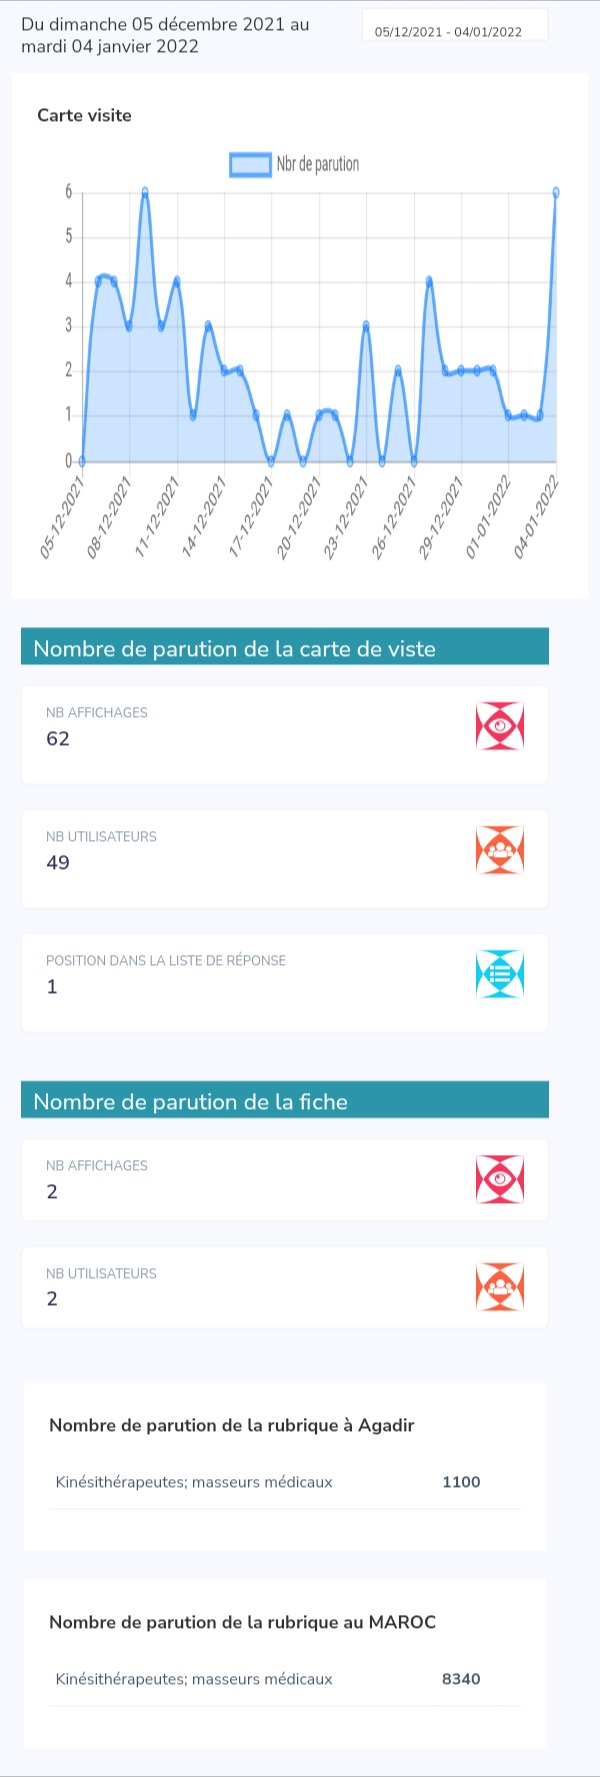 Du dimanche 05 décembre 2021 au
mardi 04 janvier 2022
05/12/2021 - 04/01/2022
Carte visite
Nbr de parution
6
5
4
3
2
1
0
05-12-2021
08-12-2021
11-12-2021
14-12-2021
17-12-2021
20-12-2021
23-12-2021
26-12-2021
29-12-2021
01-01-2022
04-01-2022
Nombre de parution de la carte de viste
NB AFFICHAGES
62
NB UTILISATEURS
49
POSITION DANS LA LISTE DE RÉPONSE
1
Nombre de parution de la fiche
NB AFFICHAGES
2
NB UTILISATEURS
2
Nombre de parution de la rubrique à Agadir
Kinésithérapeutes; masseurs médicaux 1100
Nombre de parution de la rubrique au MAROC
Kinésithérapeutes; masseurs médicaux 8340